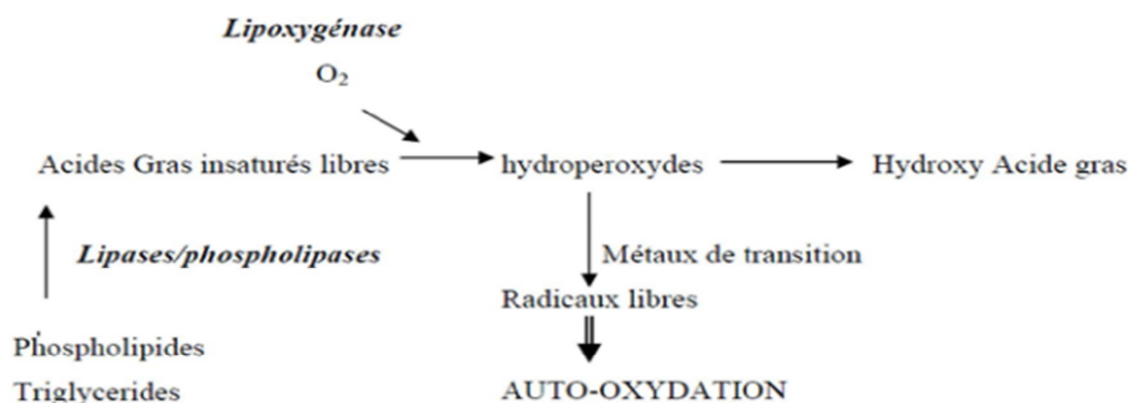 Lipoxygénase
O₂
Acides Gras insaturés libres hydroperoxydes Hydroxy Acide gras
Lipases/phospholipases Métaux de transition
Radicaux libres
Phospholipides
Triglycerides AUTO-OXYDATION